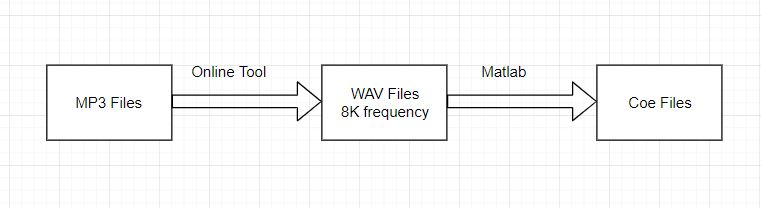 Online Tool
Matlab
MP3 Files
WAV Files
8K frequency
Coe Files